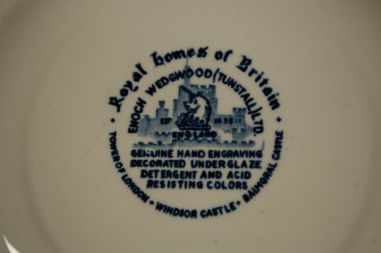 • Royal homes of Britain •
ENOCH WEDGWOOD (TUNSTALL) LTD.
ENGLAND
GENUINE HAND ENGRAVING
DECORATED UNDERGLAZE
DETERGENT AND ACID
RESISTING COLORS
TOWER OF LONDON • WINDSOR CASTLE • BALMORAL CASTLE